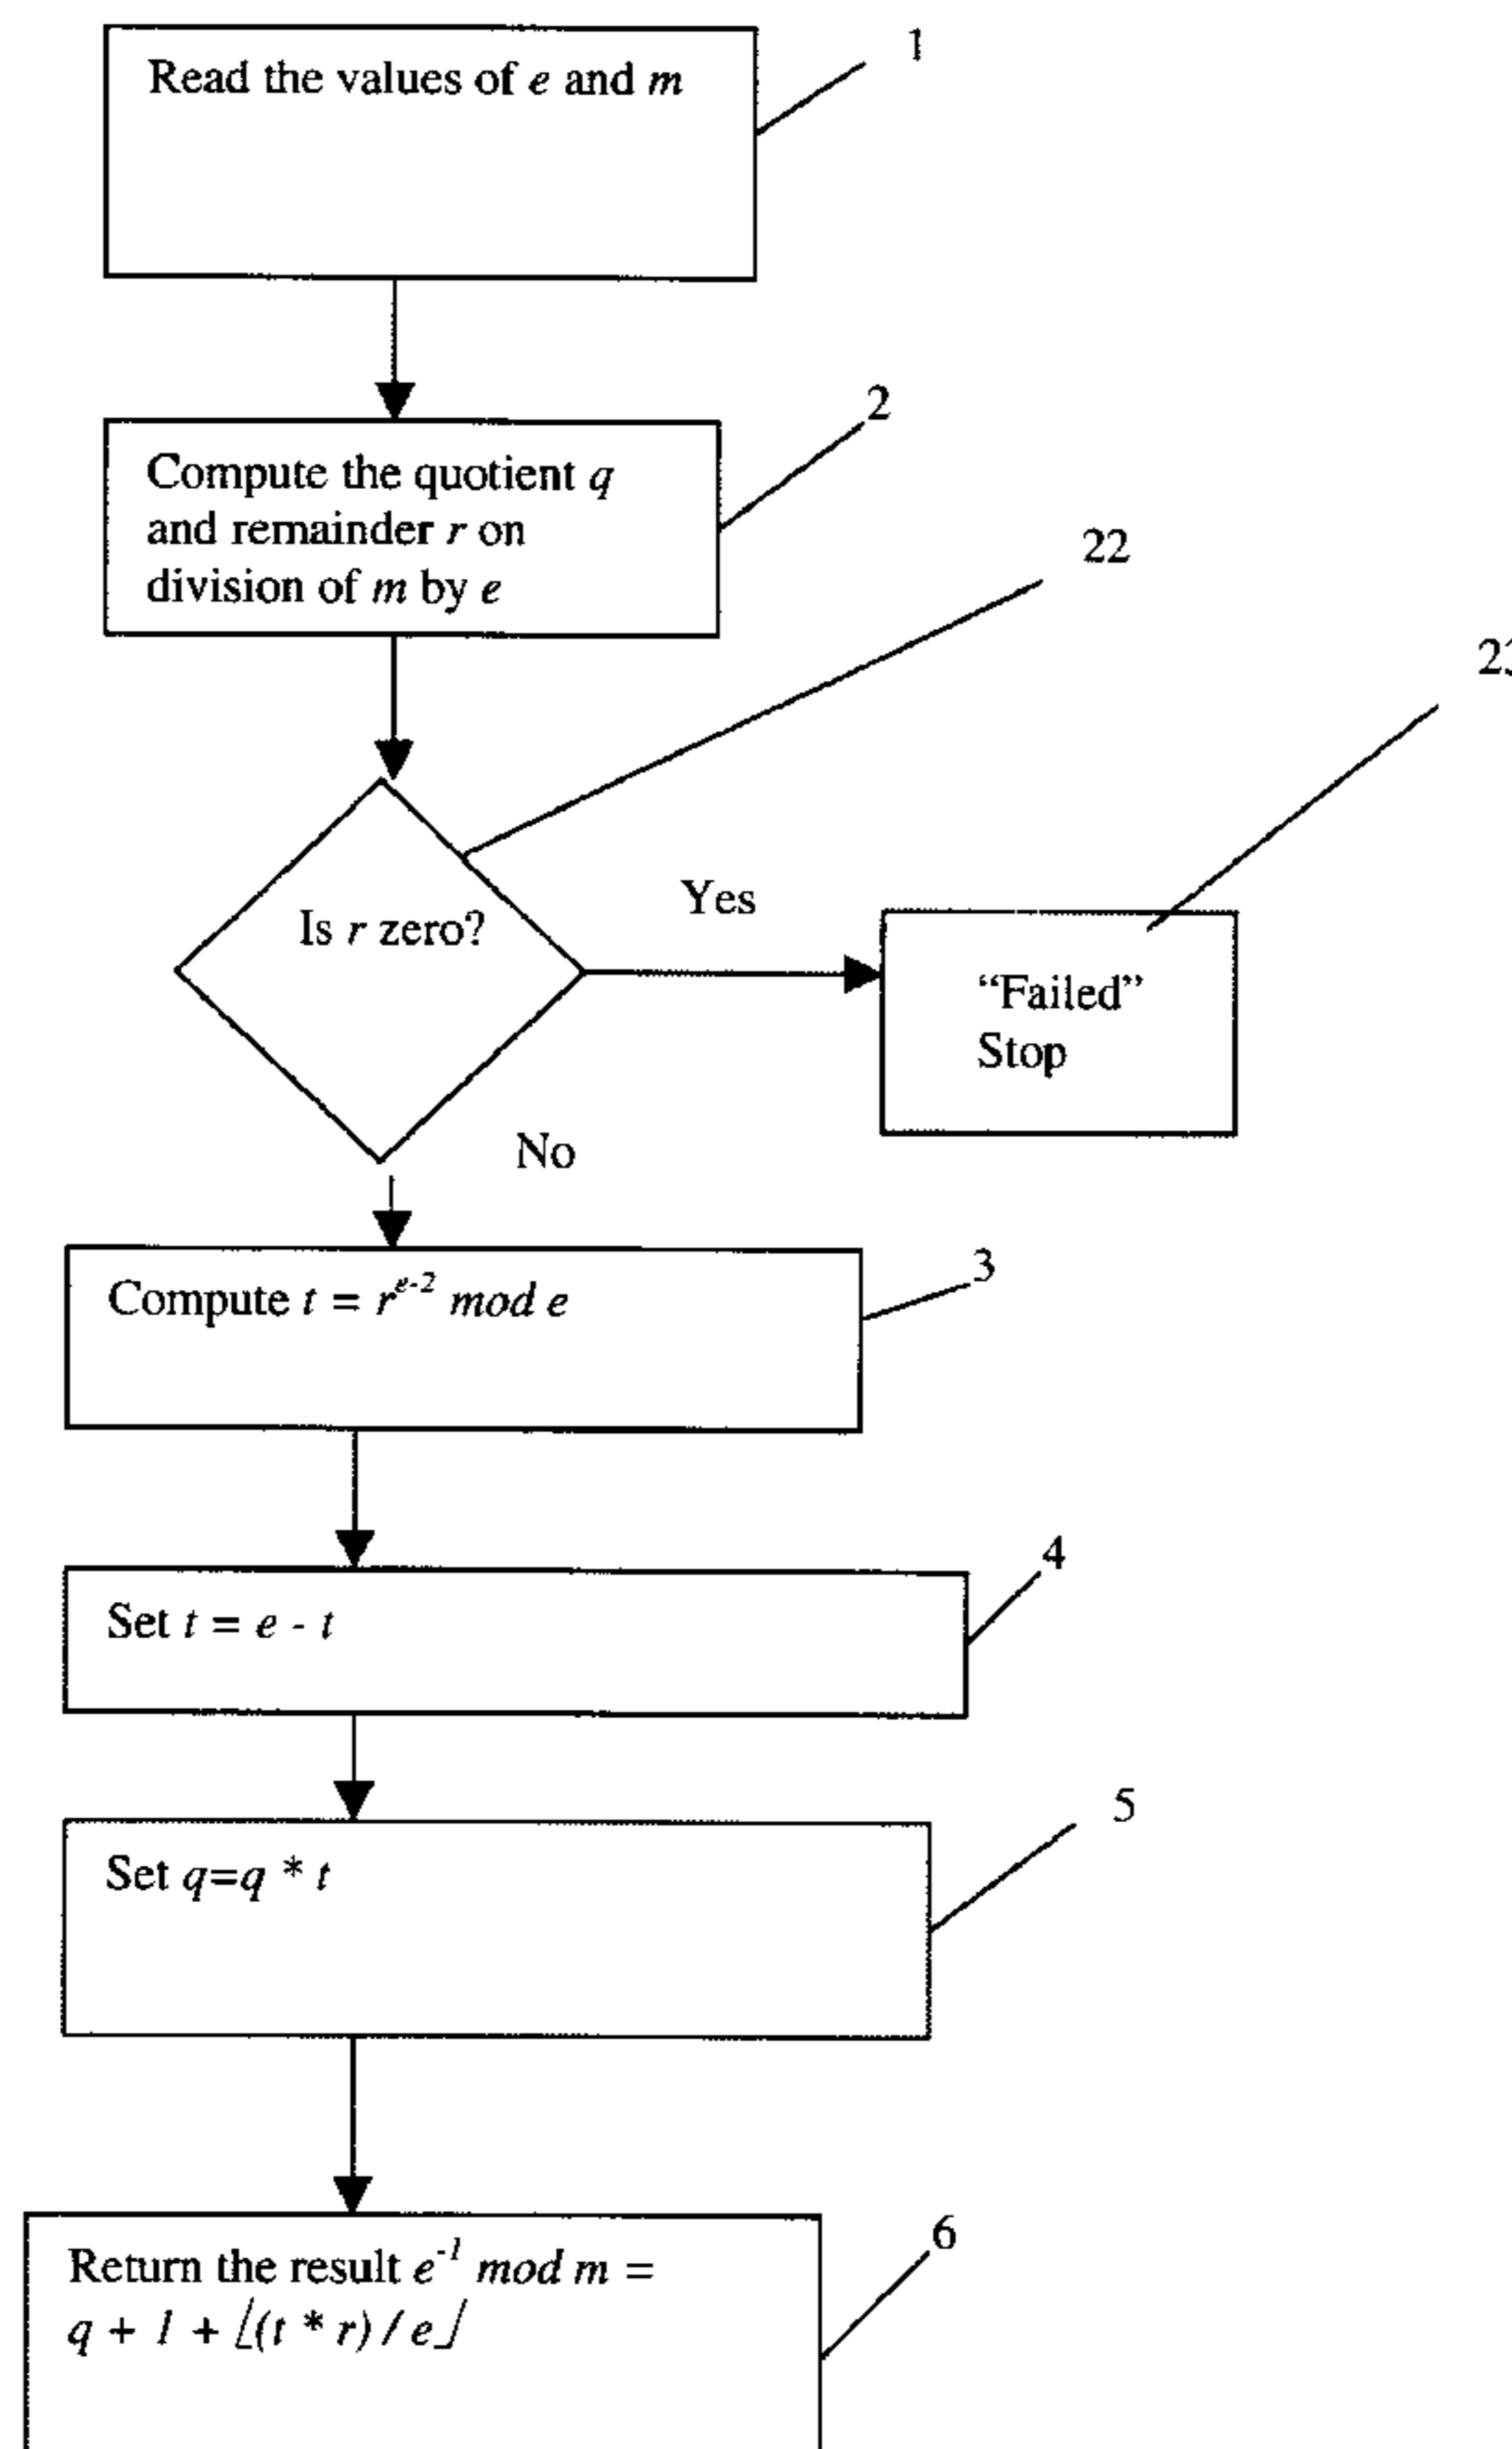 1
Read the values of e and m
2
Compute the quotient q
and remainder r on
division of m by e
22
Is r zero?
Yes
“Failed”
Stop
No
3
Compute t = r^{e-2} mod e
4
Set t = e - t
5
Set q=q * t
6
Return the result e^{-1} mod m =
q + 1 + ⌊(t * r) / e⌋